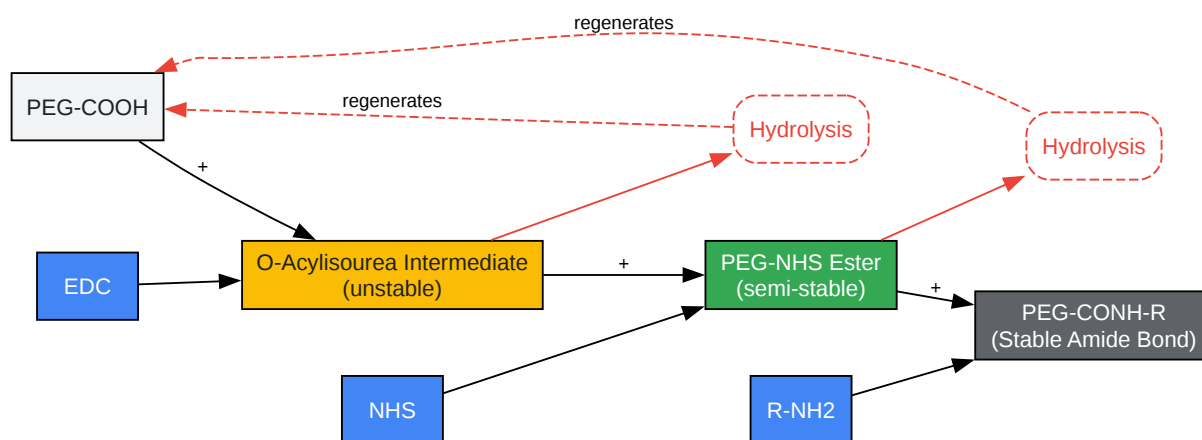 regenerates
PEG-COOH
regenerates
Hydrolysis
Hydrolysis
+
EDC
O-Acylisourea Intermediate
(unstable)
+
PEG-NHS Ester
(semi-stable)
+
PEG-CONH-R
(Stable Amide Bond)
NHS
R-NH2